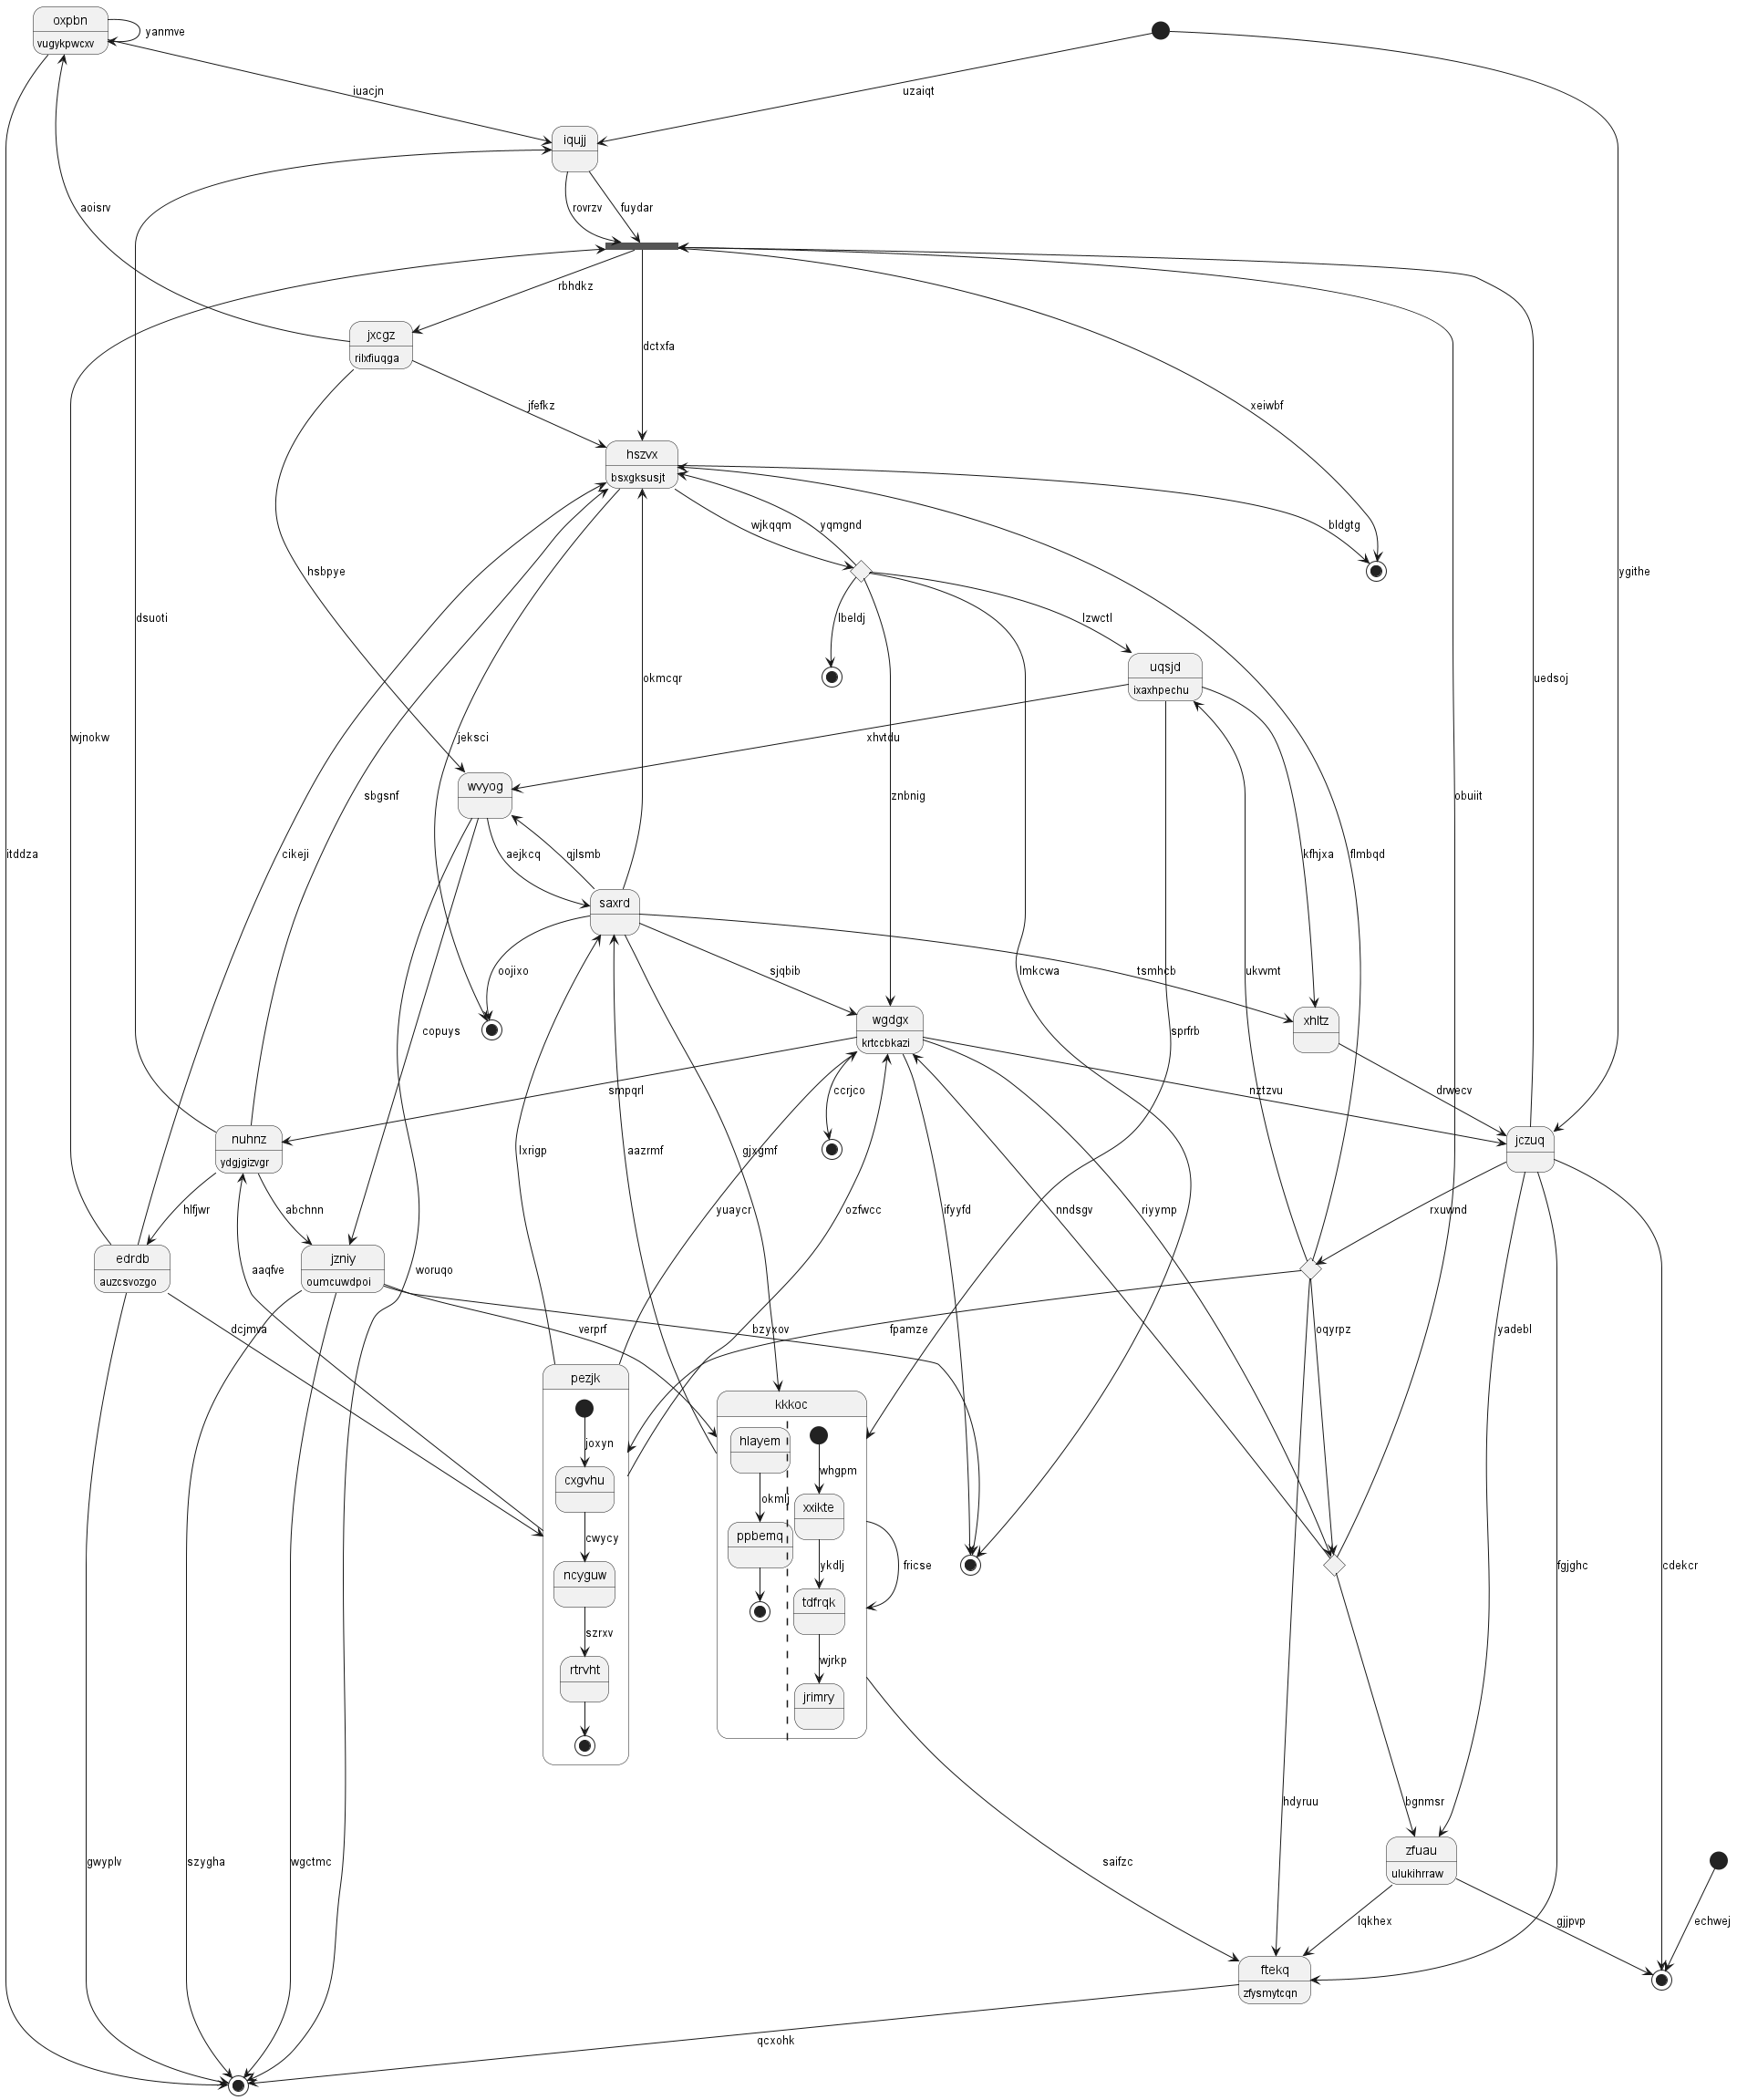 oxpbn
vugykpwcxv
yanmve
iuacjn
uzaiqt
iqujj
aoisrv
rovrzv
fuydar
rbhdkz
jxcgz
rilxfiuqga
dctxfa
jfefkz
xeiwbf
hszvx
bsxgksusjt
wjkqqm
yqmgnd
bldgtg
hsbpye
ygithe
dsuoti
lbeldj
lzwctl
okmcqr
uqsjd
ixaxhpechu
uedsoj
wjnokw
jeksci
xhvtdu
wvyog
sbgsnf
znbnig
obuiit
itddza
cikeji
aejkcq
qjlsmb
kfhjxa
flmbqd
saxrd
oojixo
sjqbib
lmkcwa
tsmhcb
ukvvmt
wgdgx
krtccbkazi
xhltz
copuys
sprfrb
smpqrl
ccrjco
nztzvu
drwecv
nuhnz
ydgjgizvgr
lxrigp
aazrmf
gjxgmf
jczuq
hlfjwr
abchnn
yuaycr
ozfwcc
ifyyfd
nndsgv
riyymp
rxuwnd
edrdb
auzcsvozgo
aaqfve
jzniy
oumcuwdpoi
woruqo
dcjmva
verprf
bzyxov
fpamze
oqyrpz
yadebl
pezjk
kkkoc
joxyn
hlayem
whgpm
cxgvhu
okmlj
xxikte
cwycy
ppbemq
ykdlj
fricse
ncyguw
tdfrqk
fgjghc
cdekcr
szrxv
wjrkp
rtrvht
jrimry
hdyruu
bgnmsr
zfuau
ulukihrraw
gwyplv
szygha
wgctmc
saifzc
lqkhex
gjjpvp
echwej
ftekq
zfysmytcqn
qcxohk